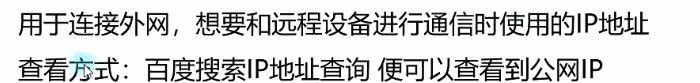 用于连接外网，想要和远程设备进行通信时使用的IP地址
查看方式：百度搜索IP地址查询 便可以查看到公网IP